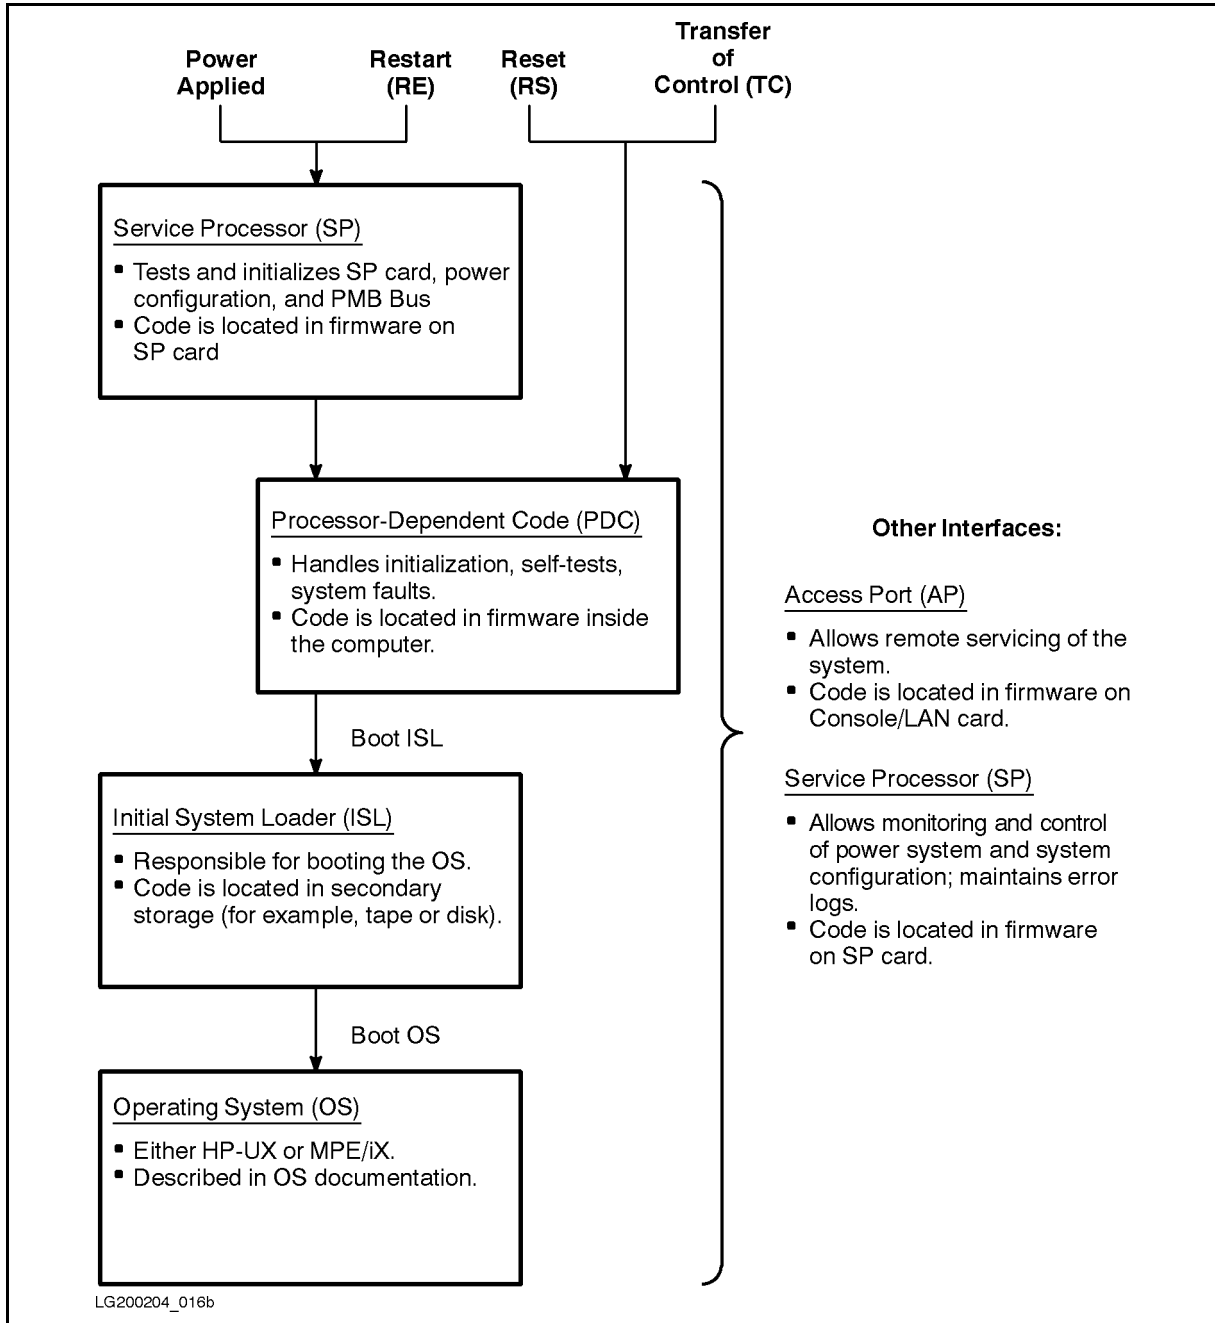 Power
Applied
Restart
(RE)
Reset
(RS)
Transfer
of
Control (TC)
Service Processor (SP)
▪ Tests and initializes SP card, power
configuration, and PMB Bus
▪ Code is located in firmware on
SP card
Processor-Dependent Code (PDC)
▪ Handles initialization, self-tests,
system faults.
▪ Code is located in firmware inside
the computer.
Boot ISL
Initial System Loader (ISL)
▪ Responsible for booting the OS.
▪ Code is located in secondary
storage (for example, tape or disk).
Boot OS
Operating System (OS)
▪ Either HP-UX or MPE/iX.
▪ Described in OS documentation.
Other Interfaces:
Access Port (AP)
▪ Allows remote servicing of the
system.
▪ Code is located in firmware on
Console/LAN card.
Service Processor (SP)
▪ Allows monitoring and control
of power system and system
configuration; maintains error
logs.
▪ Code is located in firmware
on SP card.
LG200204_016b